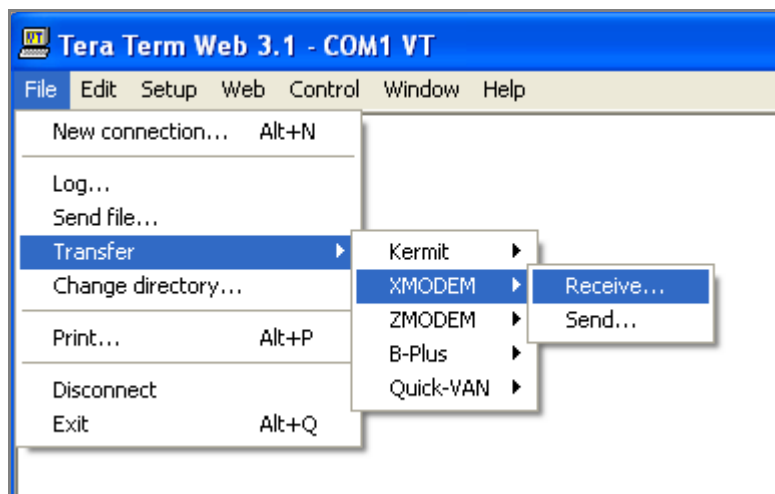 Tera Term Web 3.1 - COM1 VT
File Edit Setup Web Control Window Help
New connection... Alt+N
Log...
Send file...
Transfer
Change directory...
Print... Alt+P
Disconnect
Exit Alt+Q
Kermit
XMODEM
ZMODEM
B-Plus
Quick-VAN
Receive...
Send...